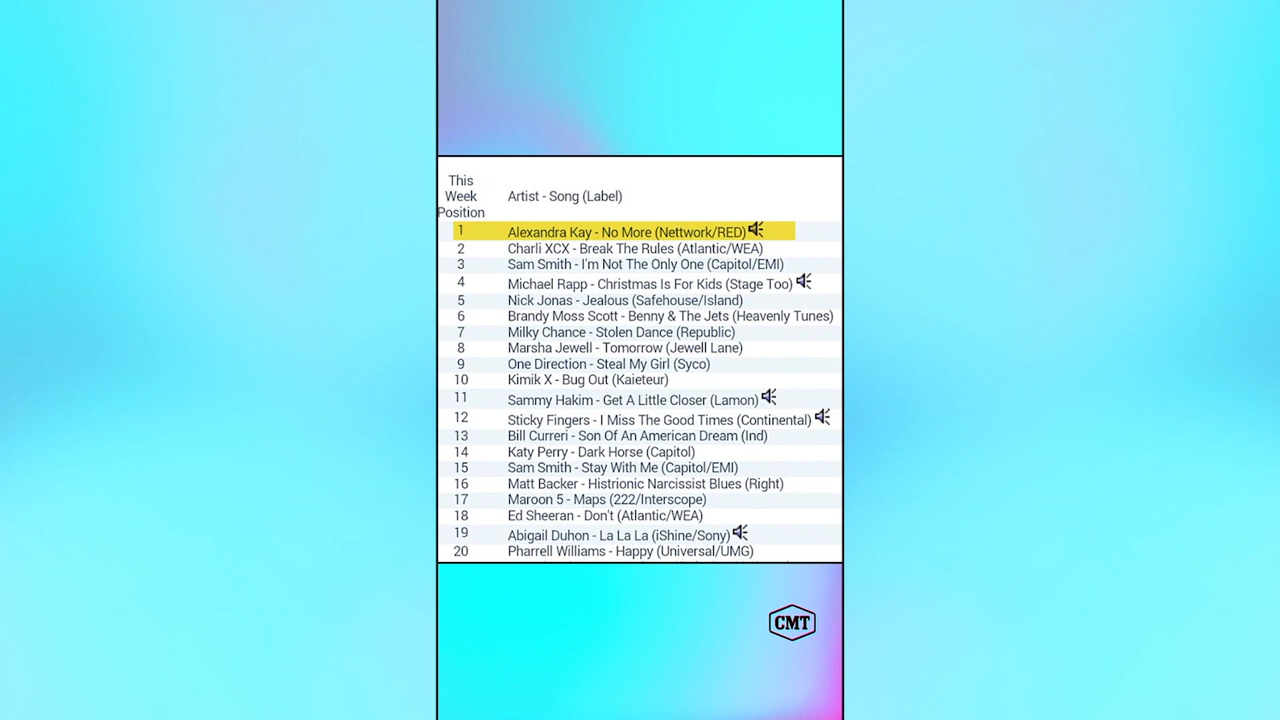 This
Week
Position
Artist - Song (Label)
1 Alexandra Kay - No More (Nettwork/RED)
2 Charli XCX - Break The Rules (Atlantic/WEA)
3 Sam Smith - I'm Not The Only One (Capitol/EMI)
4 Michael Rapp - Christmas Is For Kids (Stage Too)
5 Nick Jonas - Jealous (Safehouse/Island)
6 Brandy Moss Scott - Benny & The Jets (Heavenly Tunes)
7 Milky Chance - Stolen Dance (Republic)
8 Marsha Jewell - Tomorrow (Jewell Lane)
9 One Direction - Steal My Girl (Syco)
10 Kimik X - Bug Out (Kaieteur)
11 Sammy Hakim - Get A Little Closer (Lamon)
12 Sticky Fingers - I Miss The Good Times (Continental)
13 Bill Curreri - Son Of An American Dream (Ind)
14 Katy Perry - Dark Horse (Capitol)
15 Sam Smith - Stay With Me (Capitol/EMI)
16 Matt Backer - Histrionic Narcissist Blues (Right)
17 Maroon 5 - Maps (222/Interscope)
18 Ed Sheeran - Don't (Atlantic/WEA)
19 Abigail Duhon - La La La (iShine/Sony)
20 Pharrell Williams - Happy (Universal/UMG)
CMT